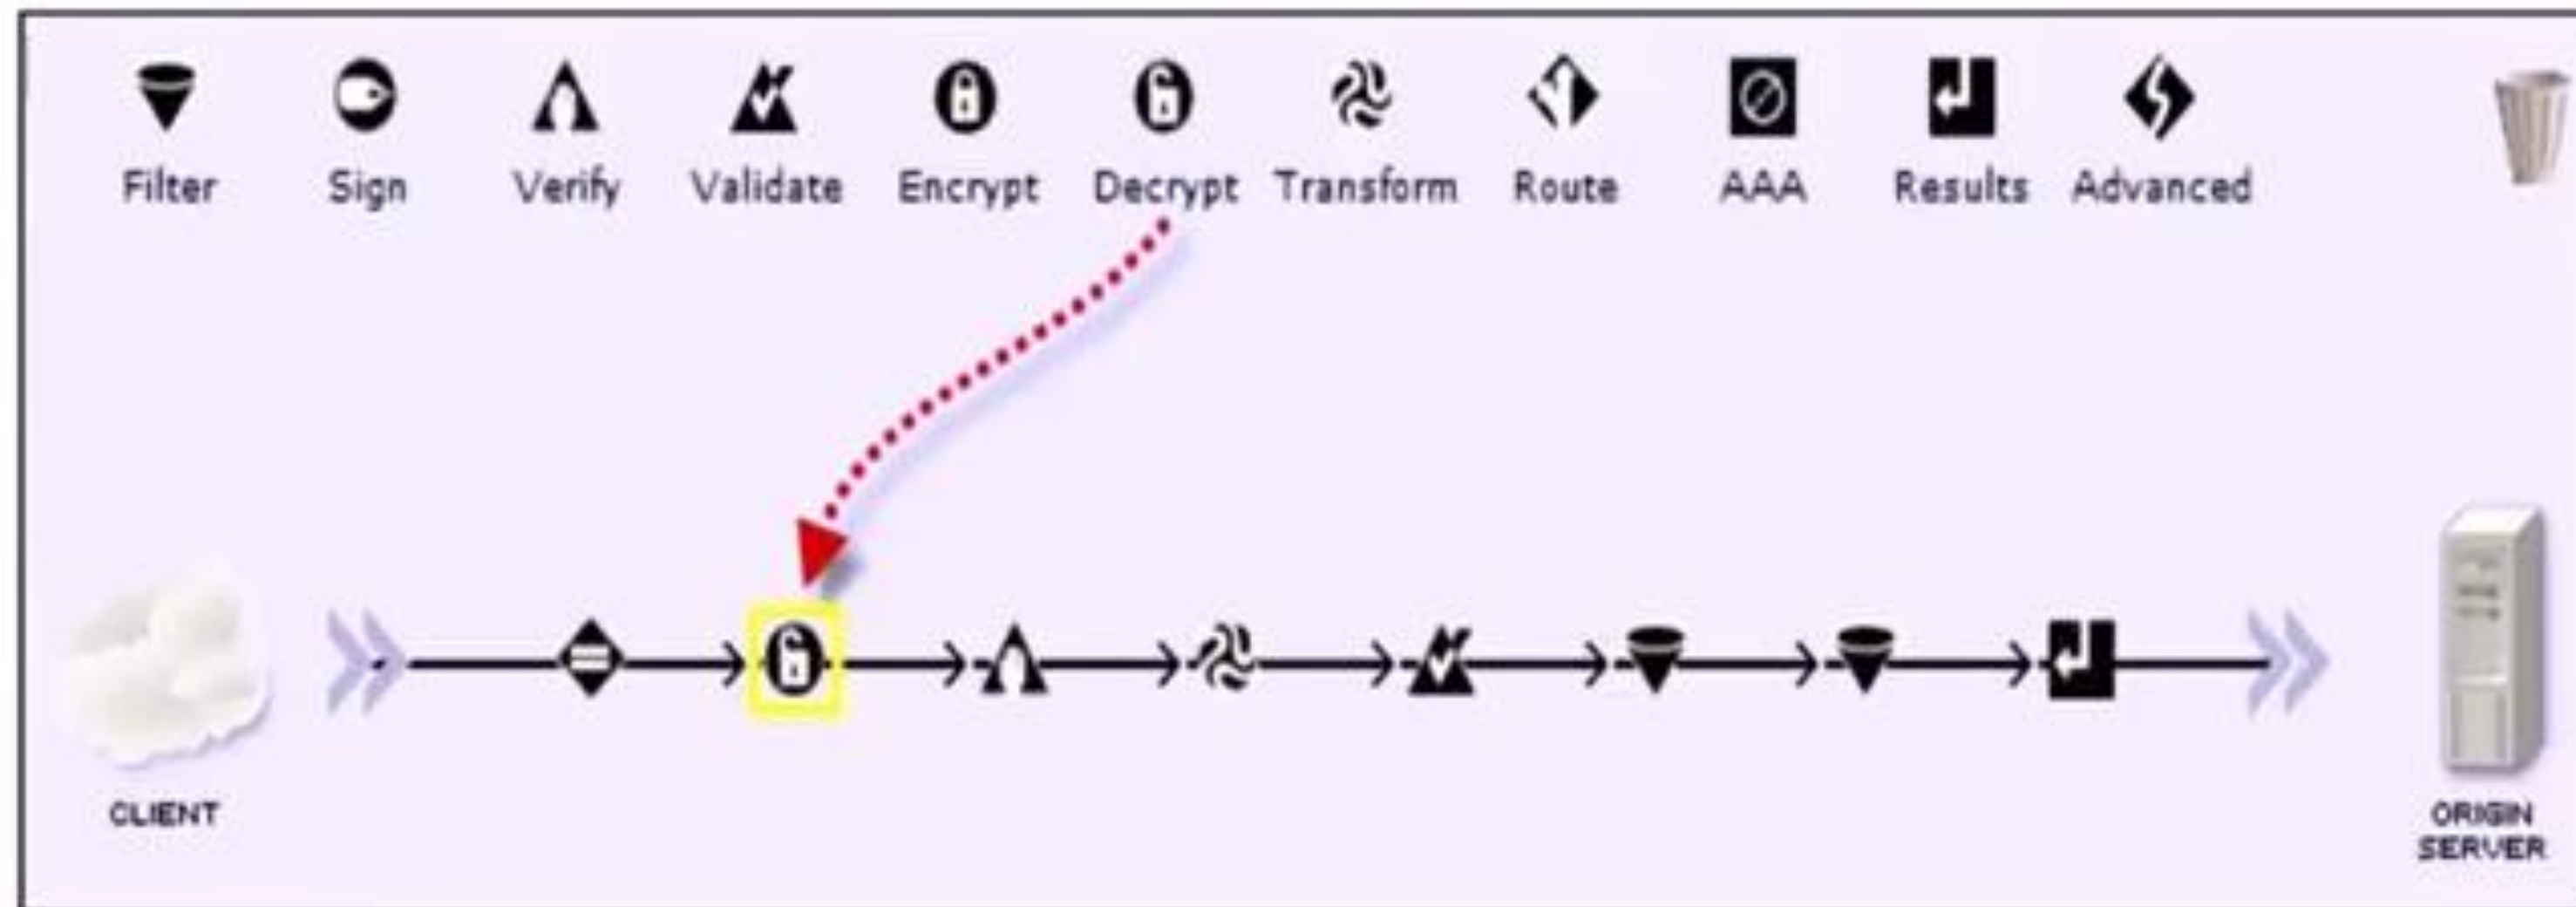 Filter Sign Verify Validate Encrypt Decrypt Transform Route AAA Results Advanced
CLIENT
ORIGIN
SERVER